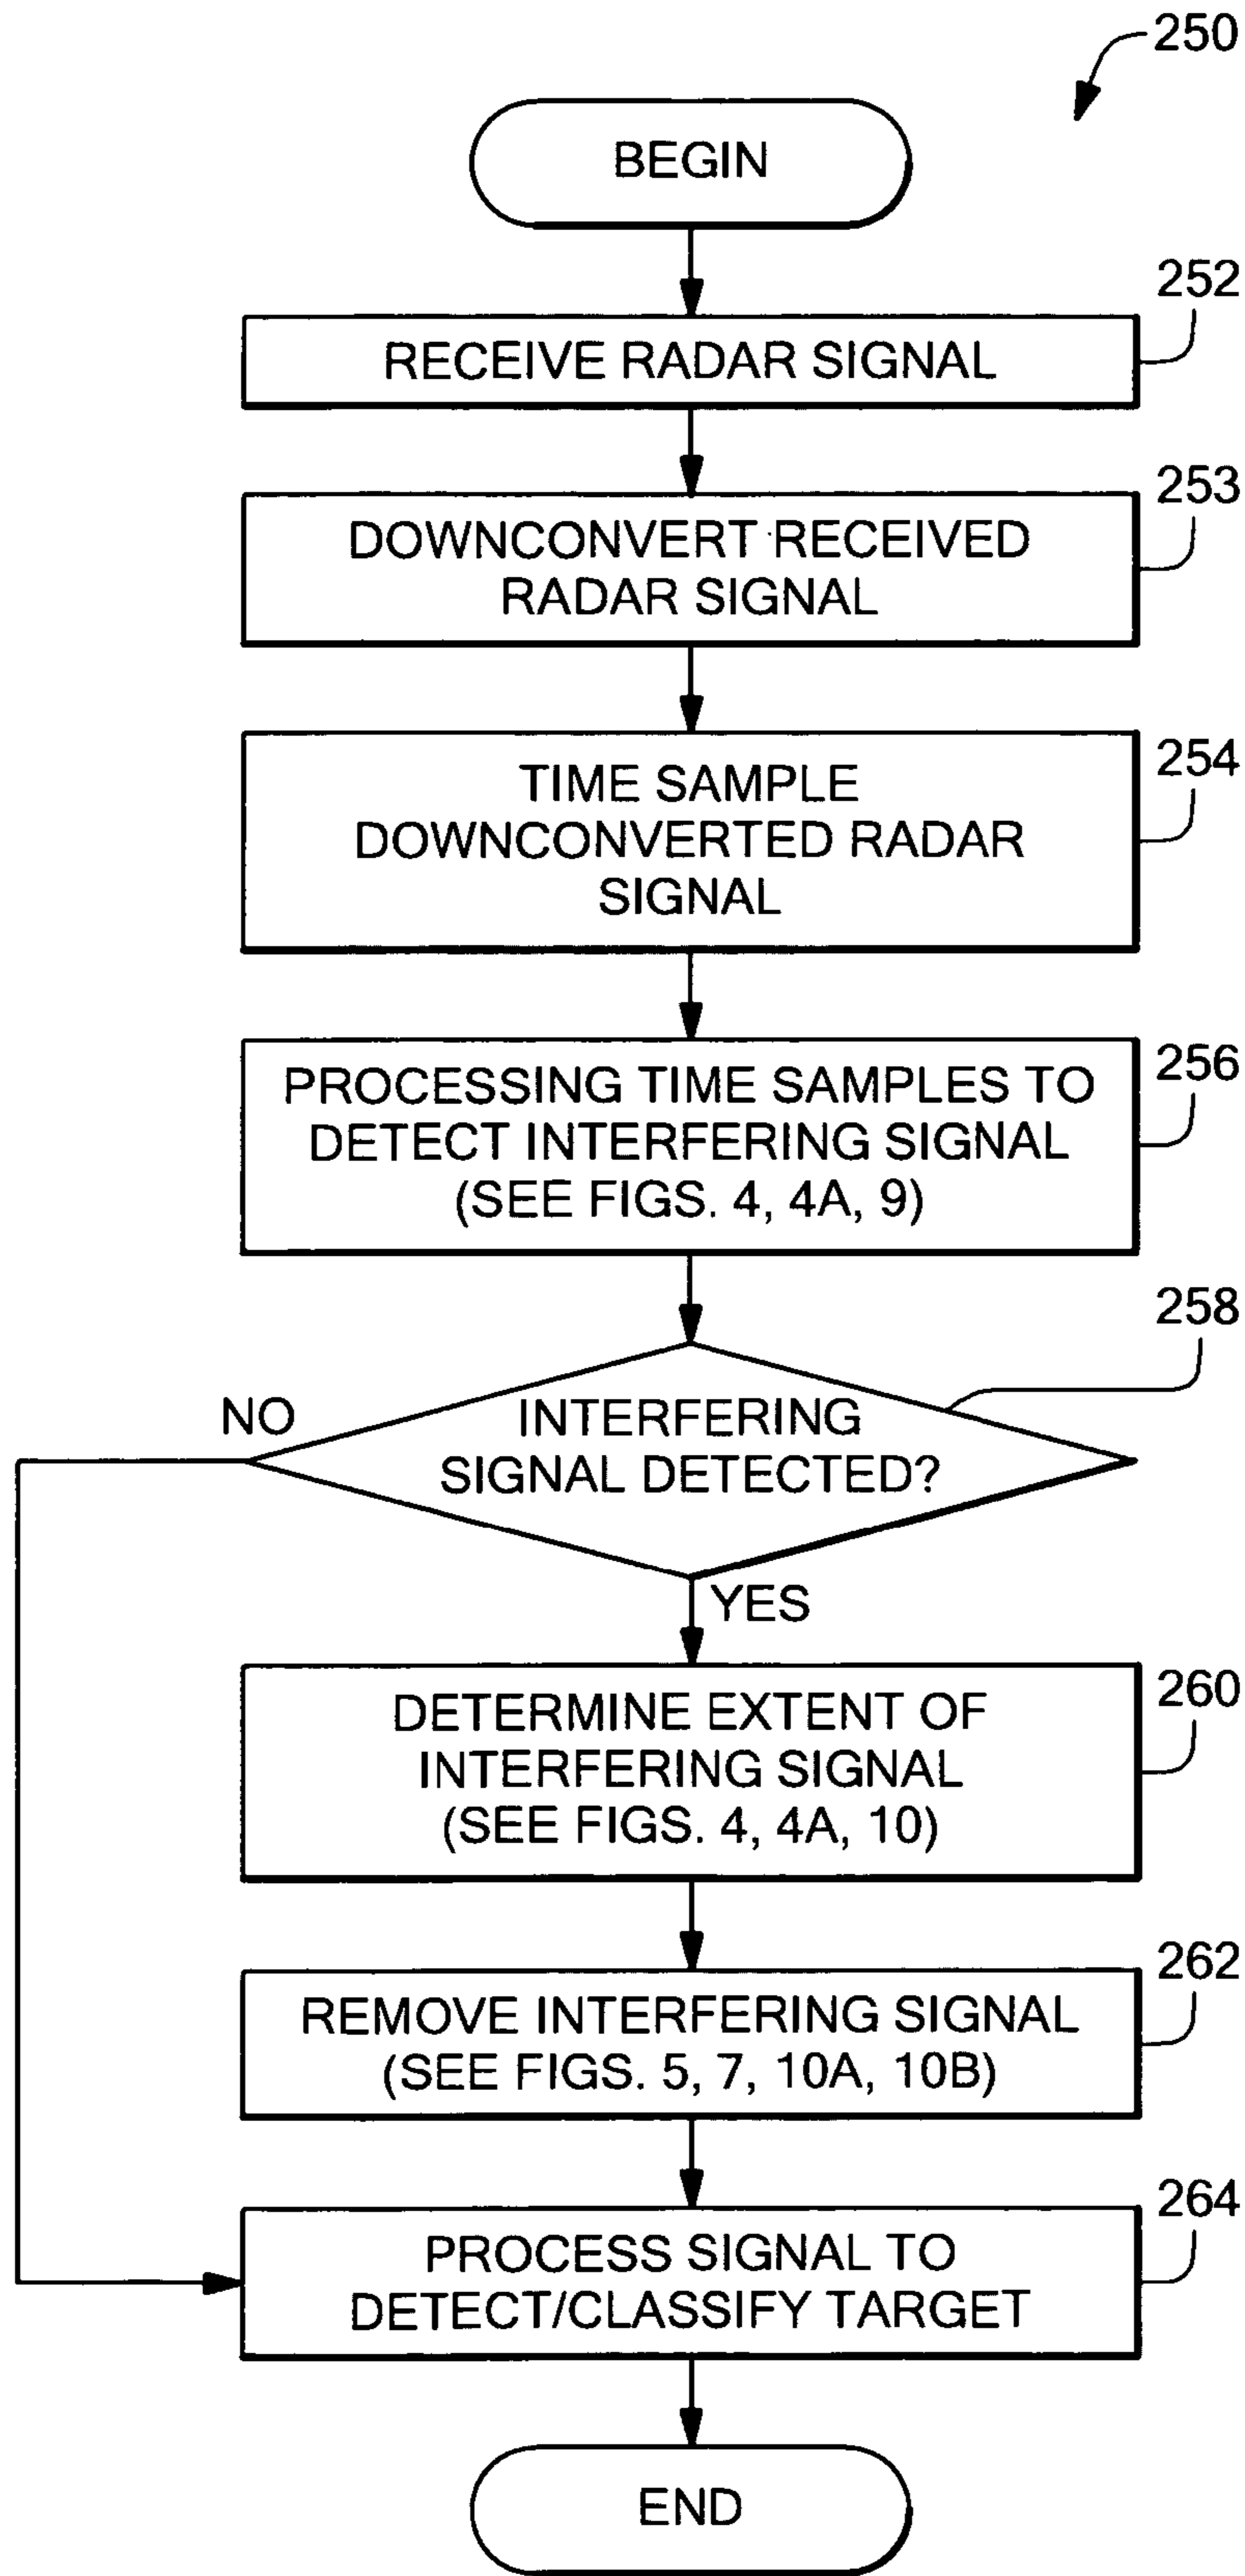 250
BEGIN
252
RECEIVE RADAR SIGNAL
253
DOWNCONVERT RECEIVED
RADAR SIGNAL
254
TIME SAMPLE
DOWNCONVERTED RADAR
SIGNAL
256
PROCESSING TIME SAMPLES TO
DETECT INTERFERING SIGNAL
(SEE FIGS. 4, 4A, 9)
258
NO
INTERFERING
SIGNAL DETECTED?
YES
260
DETERMINE EXTENT OF
INTERFERING SIGNAL
(SEE FIGS. 4, 4A, 10)
262
REMOVE INTERFERING SIGNAL
(SEE FIGS. 5, 7, 10A, 10B)
264
PROCESS SIGNAL TO
DETECT/CLASSIFY TARGET
END